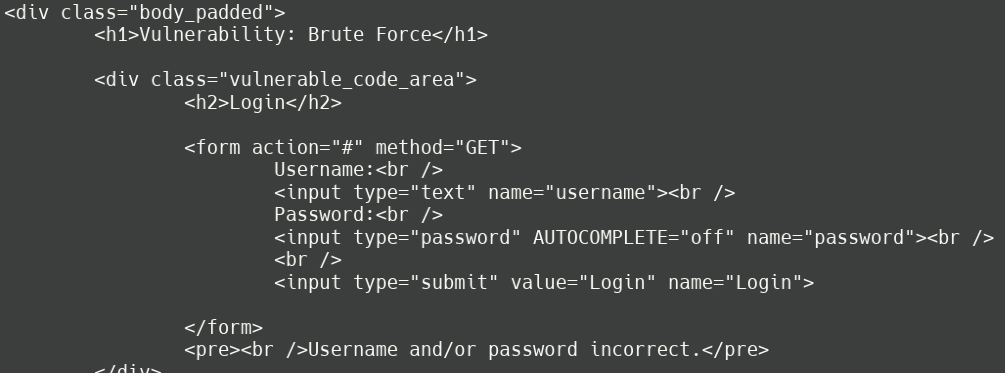 <div class="body_padded">
<h1>Vulnerability: Brute Force</h1>
<div class="vulnerable_code_area">
<h2>Login</h2>
<form action="#" method="GET">
Username:<br />
<input type="text" name="username"><br />
Password:<br />
<input type="password" AUTOCOMPLETE="off" name="password"><br />
<br />
<input type="submit" value="Login" name="Login">
</form>
<pre><br />Username and/or password incorrect.</pre>
</div>